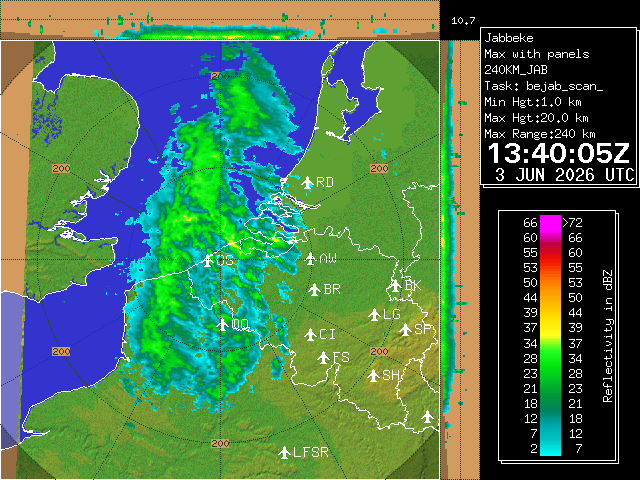 10.7
Jabbeke
Max with panels
240KM_JAB
Task: bejab_scan_
Min Hgt:1.0 km
Max Hgt:20.0 km
Max Range:240 km
13:40:05Z
3 JUN 2026 UTC
200
200
200
RD
OS
AW
BR
BK
LG
SP
CI
FS
SH
200
200
200
LFSR
66 >72
60 66
55 60
53 55
50 53
44 50
39 44
37 39
34 37
28 34
23 28
21 23
18 21
12 18
7 12
2 7
Reflectivity in dBZ